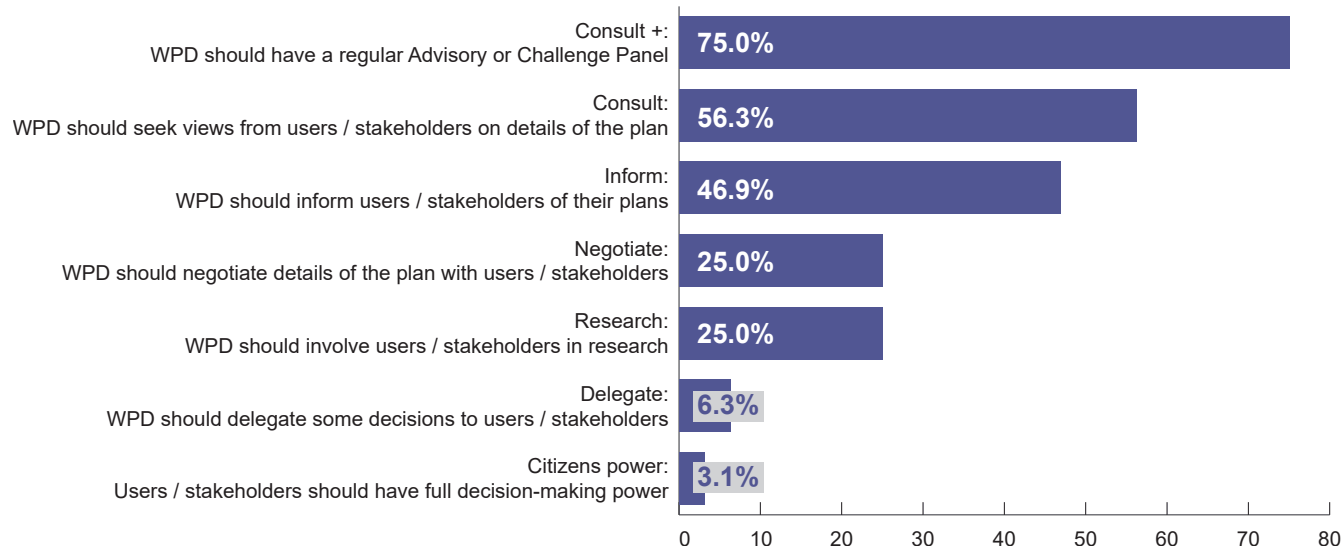 Consult +:
WPD should have a regular Advisory or Challenge Panel
75.0%
Consult:
WPD should seek views from users / stakeholders on details of the plan
56.3%
Inform:
WPD should inform users / stakeholders of their plans
46.9%
Negotiate:
WPD should negotiate details of the plan with users / stakeholders
25.0%
Research:
WPD should involve users / stakeholders in research
25.0%
Delegate:
WPD should delegate some decisions to users / stakeholders
6.3%
Citizens power:
Users / stakeholders should have full decision-making power
3.1%
0 10 20 30 40 50 60 70 80